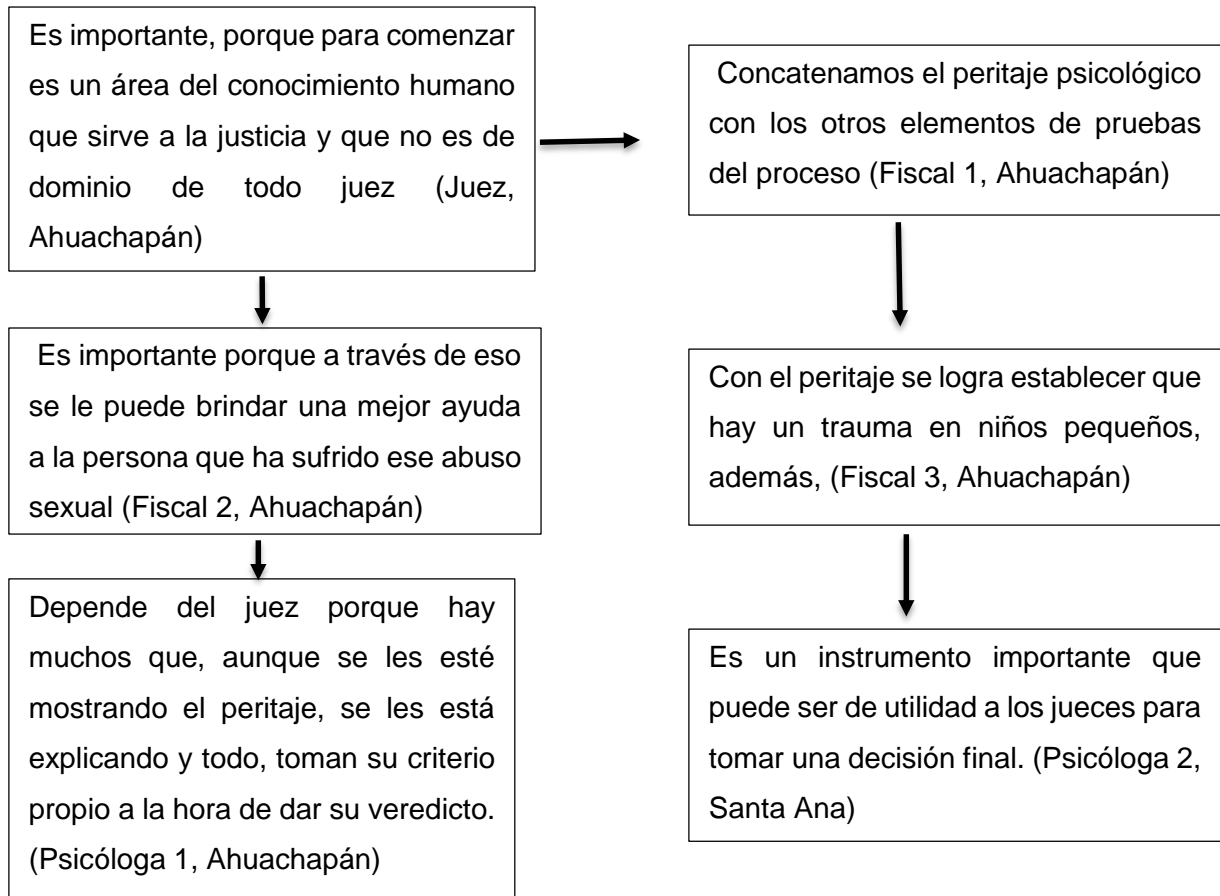 Es importante, porque para comenzar
es un área del conocimiento humano
que sirve a la justicia y que no es de
dominio de todo juez (Juez,
Ahuachapán)
Es importante porque a través de eso
se le puede brindar una mejor ayuda
a la persona que ha sufrido ese abuso
sexual (Fiscal 2, Ahuachapán)
Depende del juez porque hay
muchos que, aunque se les esté
mostrando el peritaje, se les está
explicando y todo, toman su criterio
propio a la hora de dar su veredicto.
(Psicóloga 1, Ahuachapán)
Concatenamos el peritaje psicológico
con los otros elementos de pruebas
del proceso (Fiscal 1, Ahuachapán)
Con el peritaje se logra establecer que
hay un trauma en niños pequeños,
además, (Fiscal 3, Ahuachapán)
Es un instrumento importante que
puede ser de utilidad a los jueces para
tomar una decisión final. (Psicóloga 2,
Santa Ana)